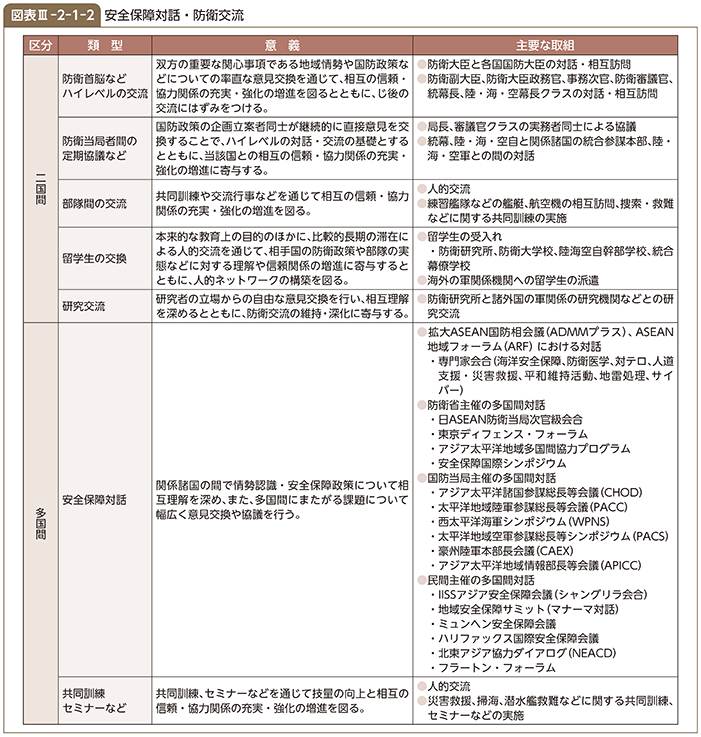 図表Ⅲ-2-1-2 安全保障対話・防衛交流
区分 類 型 意 義 主要な取組
二国間
防衛首脳など
ハイレベルの交流
双方の重要な関心事項である地域情勢や国防政策な
どについての率直な意見交換を通じて、相互の信頼・
協力関係の充実・強化の増進を図るとともに、じ後の
交流にはずみをつける。
●防衛大臣と各国国防大臣の対話・相互訪問
●防衛副大臣、防衛大臣政務官、事務次官、防衛審議官、
統幕長、陸・海・空幕長クラスの対話・相互訪問
防衛当局者間の
定期協議など
国防政策の企画立案者同士が継続的に直接意見を交
換することで、ハイレベルの対話・交流の基礎とする
とともに、当該国との相互の信頼・協力関係の充実・
強化の増進に寄与する。
●局長、審議官クラスの実務者同士による協議
●統幕、陸・海・空自と関係諸国の統合参謀本部、陸・
海・空軍との間の対話
部隊間の交流
共同訓練や交流行事などを通じて相互の信頼・協力
関係の充実・強化の増進を図る。
●人的交流
●練習艦隊などの艦艇、航空機の相互訪問、捜索・救難
などに関する共同訓練の実施
留学生の交換
本来的な教育上の目的のほかに、比較的長期の滞在に
よる人的交流を通じて、相手国の防衛政策や部隊の実
態などに対する理解や信頼関係の増進に寄与するとと
もに、人的ネットワークの構築を図る。
●留学生の受入れ
・防衛研究所、防衛大学校、陸海空自幹部学校、統合
幕僚学校
●海外の軍関係機関への留学生の派遣
研究交流
研究者の立場からの自由な意見交換を行い、相互理解
を深めるとともに、防衛交流の維持・深化に寄与する。
●防衛研究所と諸外国の軍関係の研究機関などとの研
究交流
多国間
安全保障対話
関係諸国の間で情勢認識・安全保障政策について相
互理解を深め、また、多国間にまたがる課題について
幅広く意見交換や協議を行う。
●拡大ASEAN国防相会議（ADMMプラス）、ASEAN
地域フォーラム（ARF）における対話
・専門家会合（海洋安全保障、防衛医学、対テロ、人道
支援・災害救援、平和維持活動、地雷処理、サイ
バー）
●防衛省主催の多国間対話
・日ASEAN防衛当局次官級会合
・東京ディフェンス・フォーラム
・アジア太平洋地域多国間協力プログラム
・安全保障国際シンポジウム
●国防当局主催の多国間対話
・アジア太平洋諸国参謀総長等会議（CHOD）
・太平洋地域陸軍参謀総長等会議（PACC）
・西太平洋海軍シンポジウム（WPNS）
・太平洋地域空軍参謀総長等シンポジウム（PACS）
・豪州陸軍本部長会議（CAEX）
・アジア太平洋地域情報部長等会議（APICC）
●民間主催の多国間対話
・IISSアジア安全保障会議（シャングリラ会合）
・地域安全保障サミット（マナーマ対話）
・ミュンヘン安全保障会議
・ハリファックス国際安全保障会議
・北東アジア協力ダイアログ（NEACD）
・フラートン・フォーラム
共同訓練
セミナーなど
共同訓練、セミナーなどを通じて技量の向上と相互の
信頼・協力関係の充実・強化の増進を図る。
●人的交流
●災害救援、掃海、潜水艦救難などに関する共同訓練、
セミナーなどの実施